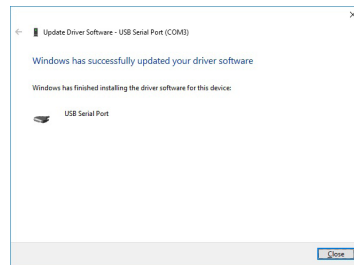 Update Driver Software - USB Serial Port (COM3)
Windows has successfully updated your driver software
Windows has finished installing the driver software for this device:
USB Serial Port
Close